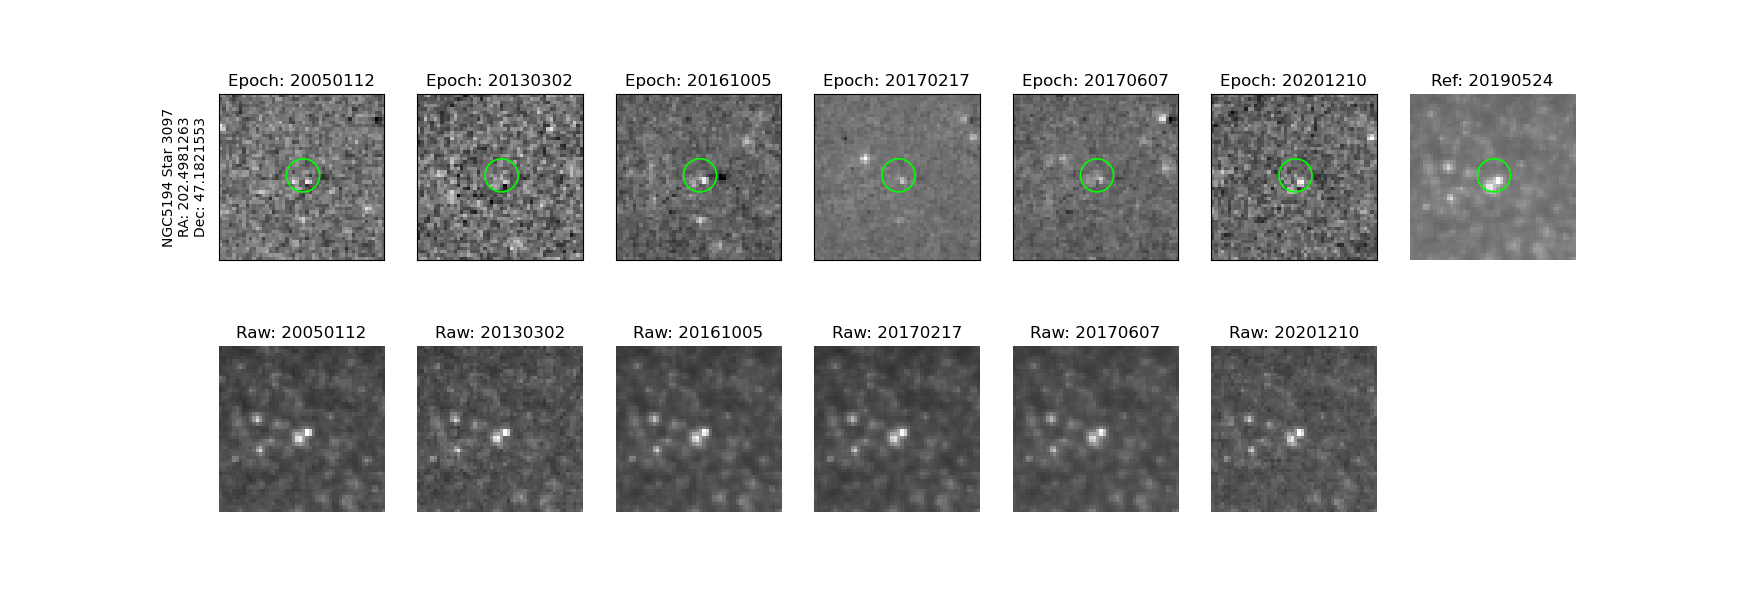 Epoch: 20050112
Epoch: 20130302
Epoch: 20161005
Epoch: 20170217
Epoch: 20170607
Epoch: 20201210
Ref: 20190524
NGC5194 Star 3097
RA: 202.4981263
Dec: 47.18215553
Raw: 20050112
Raw: 20130302
Raw: 20161005
Raw: 20170217
Raw: 20170607
Raw: 20201210